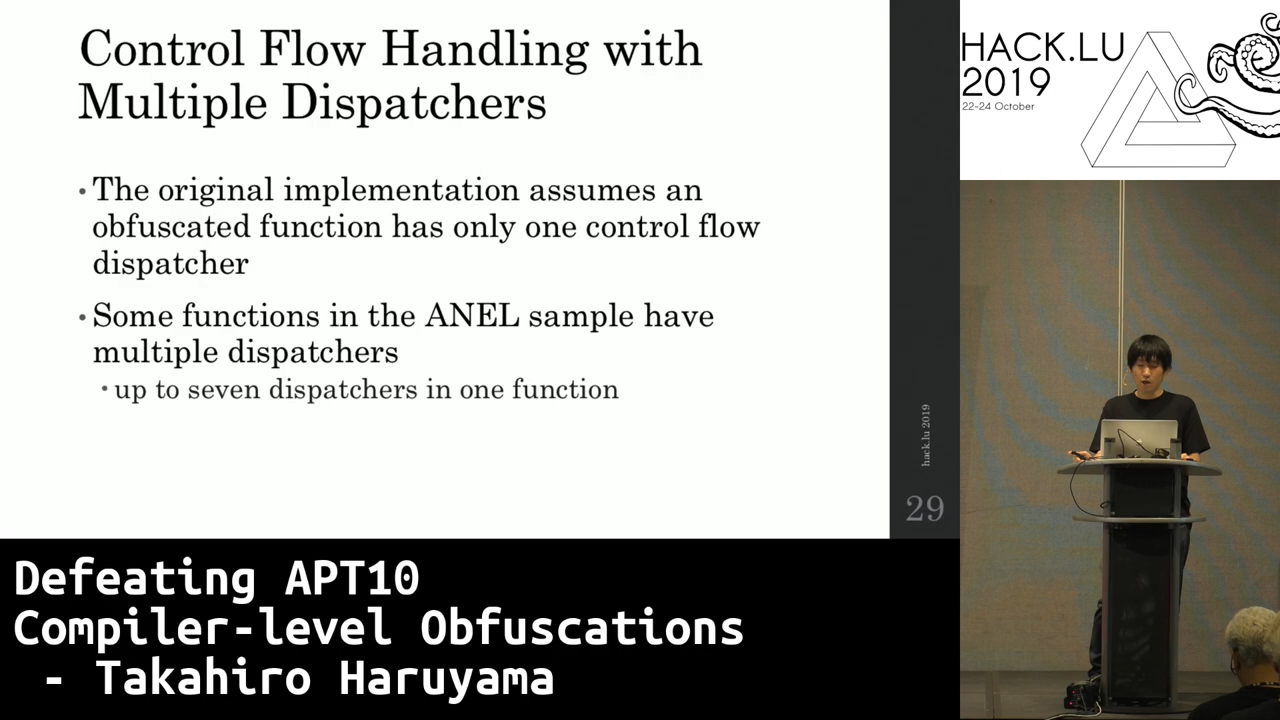 Control Flow Handling with
Multiple Dispatchers
• The original implementation assumes an
obfuscated function has only one control flow
dispatcher
• Some functions in the ANEL sample have
multiple dispatchers
• up to seven dispatchers in one function
hack.lu 2019
29
HACK.LU
2019
22-24 October
Defeating APT10
Compiler-level Obfuscations
- Takahiro Haruyama